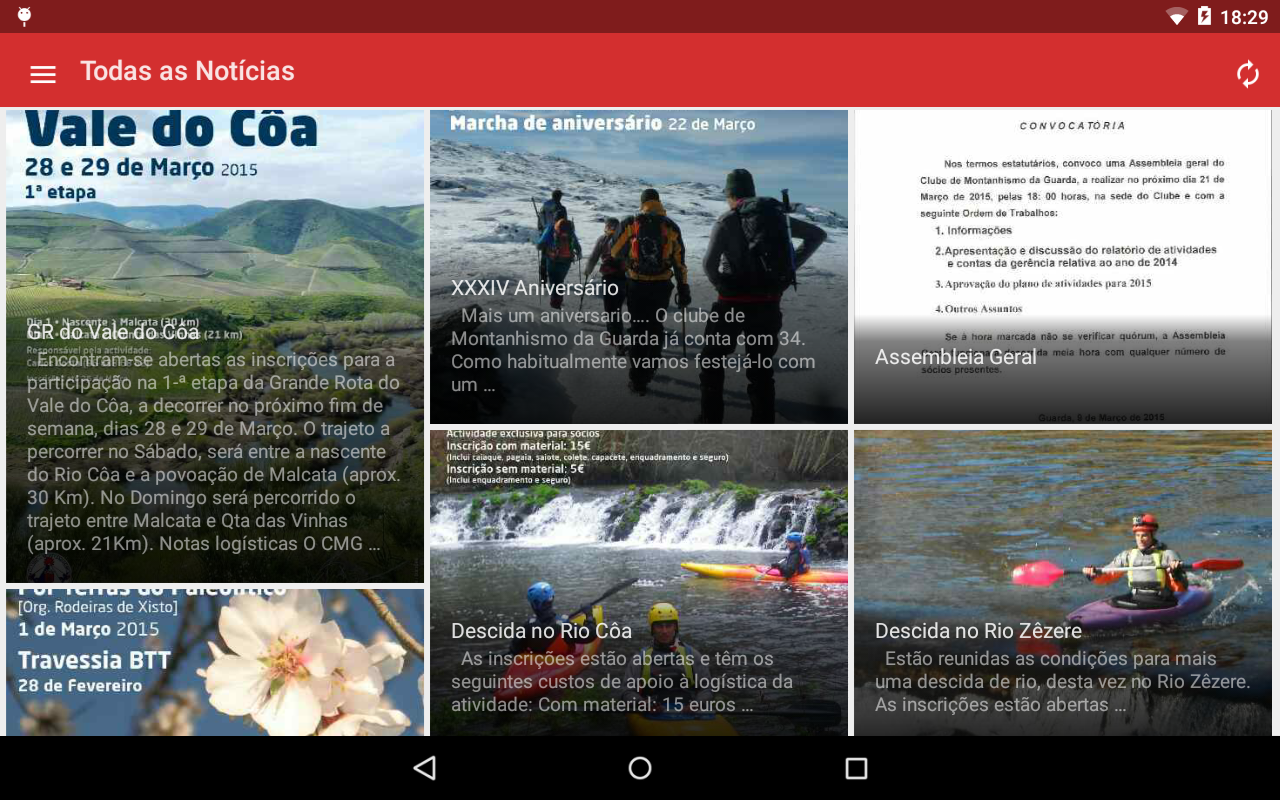 18:29
Todas as Notícias
Vale do Côa
28 e 29 de Março 2015
1ª etapa
Dia 1 • Nascente > Malcata (30 km)
(21 km)
Responsável pela actividade:
GR do Vale do Côa
Encontram-se abertas as inscrições para a
participação na 1-ª etapa da Grande Rota do
Vale do Côa, a decorrer no próximo fim de
semana, dias 28 e 29 de Março. O trajeto a
percorrer no Sábado, será entre a nascente
do Rio Côa e a povoação de Malcata (aprox.
30 Km). No Domingo será percorrido o
trajeto entre Malcata e Qta das Vinhas
(aprox. 21Km). Notas logísticas O CMG …
Por Terras do Paleolítico
[Org. Rodeiras de Xisto]
1 de Março 2015
Travessia BTT
28 de Fevereiro
Marcha de aniversário 22 de Março
XXXIV Aniversário
Mais um aniversario…. O clube de
Montanhismo da Guarda já conta com 34.
Como habitualmente vamos festejá-lo com
um …
Actividade exclusiva para sócios
Inscrição com material: 15€
(Inclui caiaque, pagaia, saiote, colete, capacete, enquadramento e seguro)
Inscrição sem material: 5€
(Inclui enquadramento e seguro)
Descida no Rio Côa
As inscrições estão abertas e têm os
seguintes custos de apoio à logística da
atividade: Com material: 15 euros …
CONVOCATÓRIA
Nos termos estatutários, convoco uma Assembleia geral do
Clube de Montanhismo da Guarda, a realizar no próximo dia 21 de
Março de 2015, pelas 18: 00 horas, na sede do Clube e com a
seguinte Ordem de Trabalhos:
1. Informações
2.Apresentação e discussão do relatório de atividades
e contas da gerência relativa ao ano de 2014
3. Aprovação do plano de atividades para 2015
4. Outros Assuntos
Se à hora marcada não se verificar quórum, a Assembleia
da meia hora com qualquer número de
sócios presentes.
Assembleia Geral
Guarda, 9 de Março de 2015
Descida no Rio Zêzere
Estão reunidas as condições para mais
uma descida de rio, desta vez no Rio Zêzere.
As inscrições estão abertas …